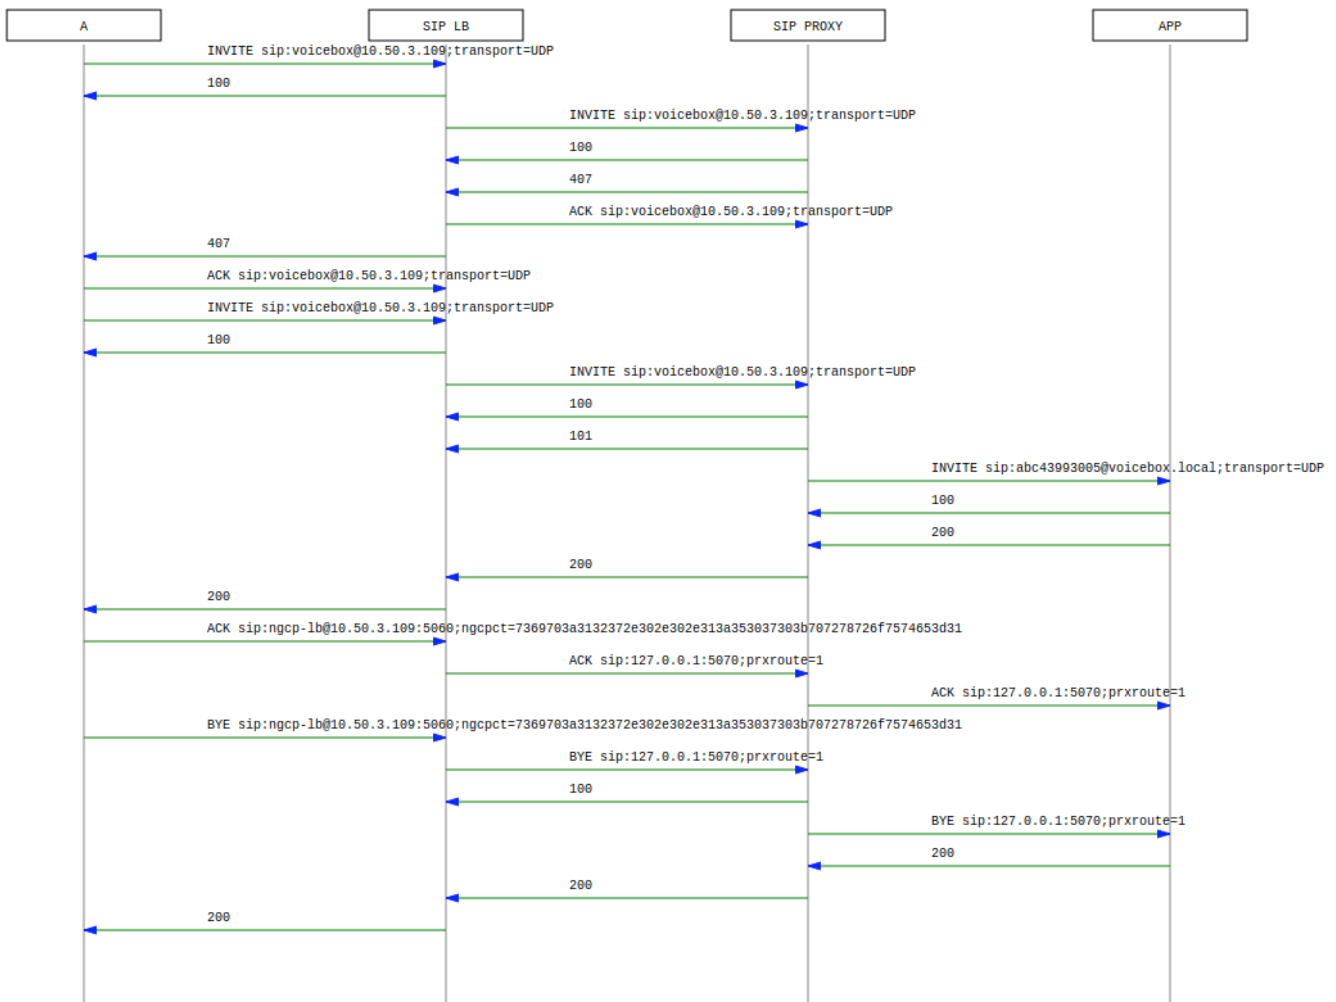 A
SIP LB
SIP PROXY
APP
INVITE sip:voicebox@10.50.3.109;transport=UDP
100
INVITE sip:voicebox@10.50.3.109;transport=UDP
100
407
ACK sip:voicebox@10.50.3.109;transport=UDP
407
ACK sip:voicebox@10.50.3.109;transport=UDP
INVITE sip:voicebox@10.50.3.109;transport=UDP
100
INVITE sip:voicebox@10.50.3.109;transport=UDP
100
101
INVITE sip:abc43993005@voicebox.local;transport=UDP
100
200
200
200
ACK sip:ngcp-lb@10.50.3.109:5060;ngcpct=7369703a3132372e302e302e313a353037303b707278726f7574653d31
ACK sip:127.0.0.1:5070;prxroute=1
ACK sip:127.0.0.1:5070;prxroute=1
BYE sip:ngcp-lb@10.50.3.109:5060;ngcpct=7369703a3132372e302e302e313a353037303b707278726f7574653d31
BYE sip:127.0.0.1:5070;prxroute=1
100
BYE sip:127.0.0.1:5070;prxroute=1
200
200
200